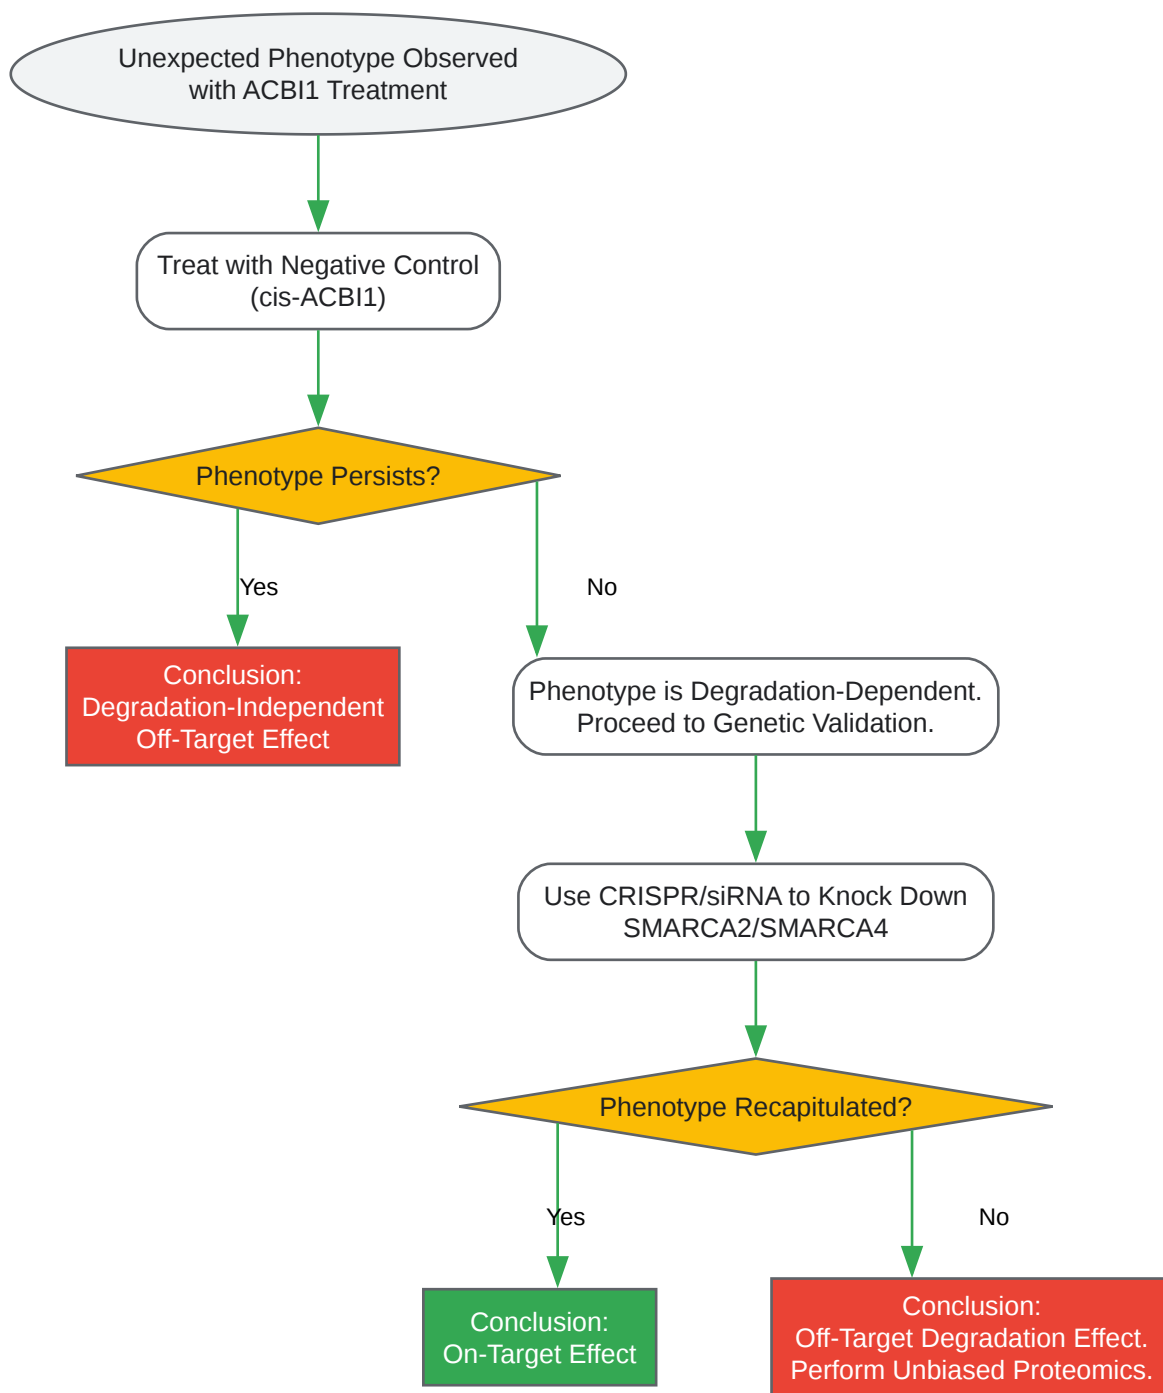 Unexpected Phenotype Observed
with ACBI1 Treatment
Treat with Negative Control
(cis-ACBI1)
Phenotype Persists?
Yes
No
Conclusion:
Degradation-Independent
Off-Target Effect
Phenotype is Degradation-Dependent.
Proceed to Genetic Validation.
Use CRISPR/siRNA to Knock Down
SMARCA2/SMARCA4
Phenotype Recapitulated?
Yes
No
Conclusion:
On-Target Effect
Conclusion:
Off-Target Degradation Effect.
Perform Unbiased Proteomics.